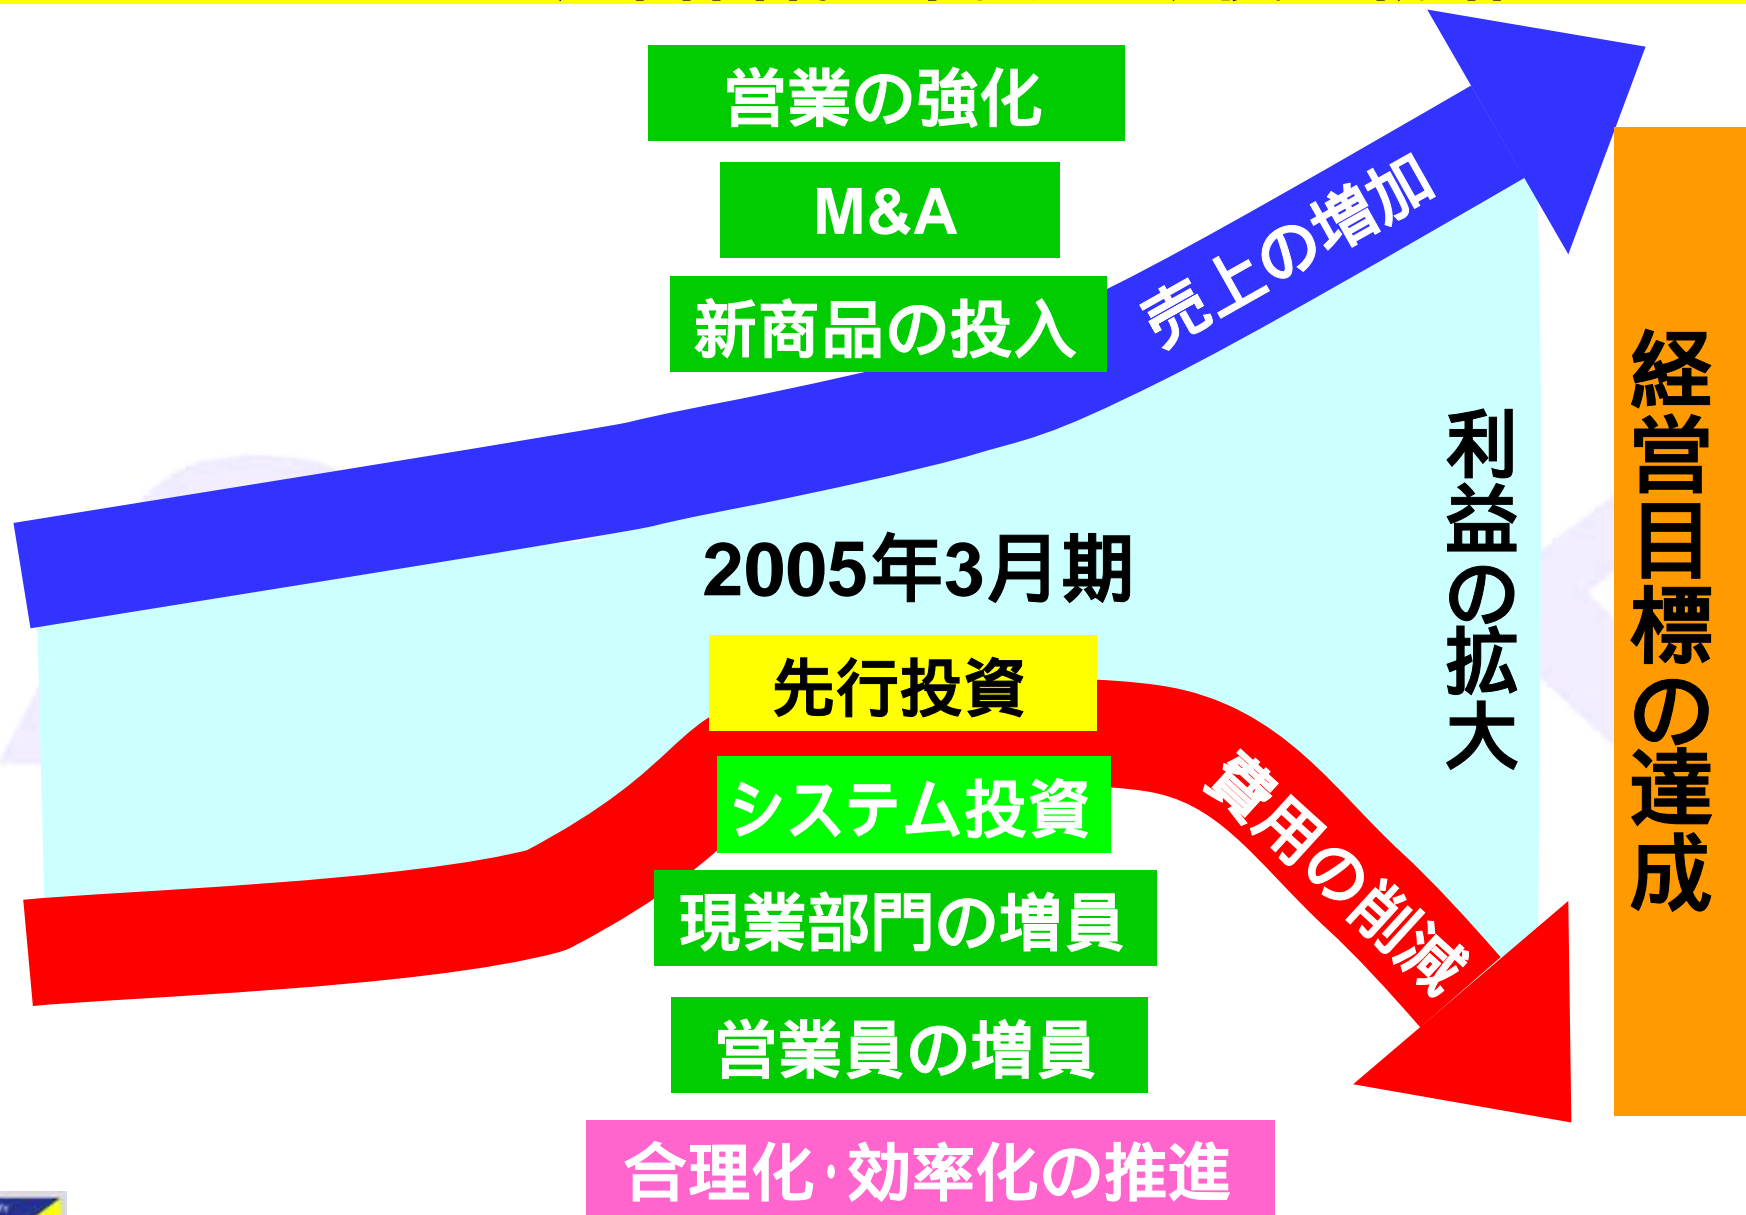 営業の強化
M&A
新商品の投入
売上の増加
2005年3月期
先行投資
システム投資
現業部門の増員
営業員の増員
合理化・効率化の推進
費用の削減
利益の拡大
経営目標の達成